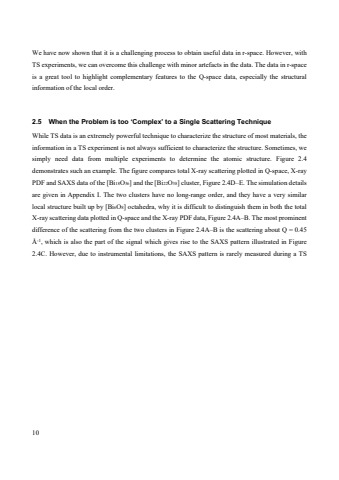 We have now shown that it is a challenging process to obtain useful data in r-space. However, with
TS experiments, we can overcome this challenge with minor artefacts in the data. The data in r-space
is a great tool to highlight complementary features to the Q-space data, especially the structural
information of the local order.
2.5 When the Problem is too ‘Complex’ to a Single Scattering Technique
While TS data is an extremely powerful technique to characterize the structure of most materials, the
information in a TS experiment is not always sufficient to characterize the structure. Sometimes, we
simply need data from multiple experiments to determine the atomic structure. Figure 2.4
demonstrates such an example. The figure compares total X-ray scattering plotted in Q-space, X-ray
PDF and SAXS data of the and the cluster, Figure 2.4D–E. The simulation details
are given in Appendix I. The two clusters have no long-range order, and they have a very similar
local structure built up by [Bi6O8] octahedra, why it is difficult to distinguish them in both the total
X-ray scattering data plotted in Q-space and the X-ray PDF data, Figure 2.4A–B. The most prominent
difference of the scattering from the two clusters in Figure 2.4A–B is the scattering about Q = 0.45
Å⁻¹, which is also the part of the signal which gives rise to the SAXS pattern illustrated in Figure
2.4C. However, due to instrumental limitations, the SAXS pattern is rarely measured during a TS
10